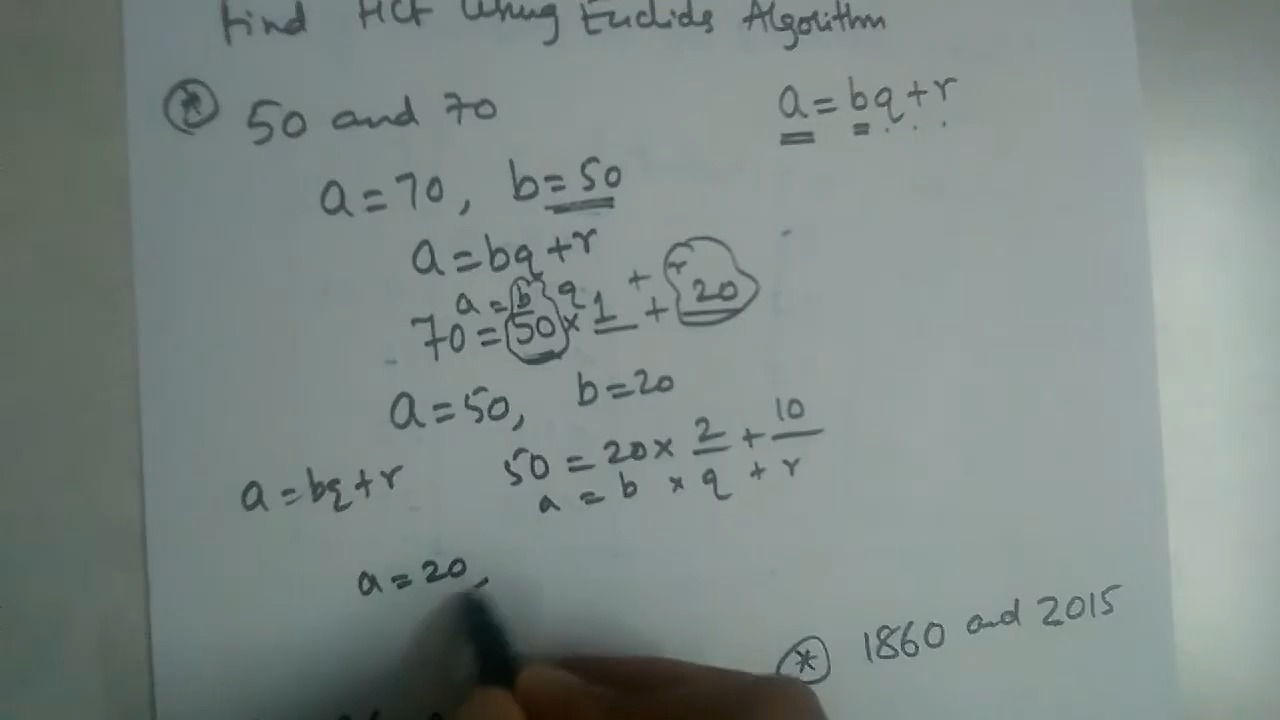 Find HCF Using Euclids Algorithm
* 50 and 70
a = bq + r
a = 70, b = 50
a = bq + r
a = b q + r
70 = 50 × 1 + 20
a = 50, b = 20
50 = 20 × 2 + 10
a = bq + r
a = b × q + r
a = 20,
* 1860 and 2015